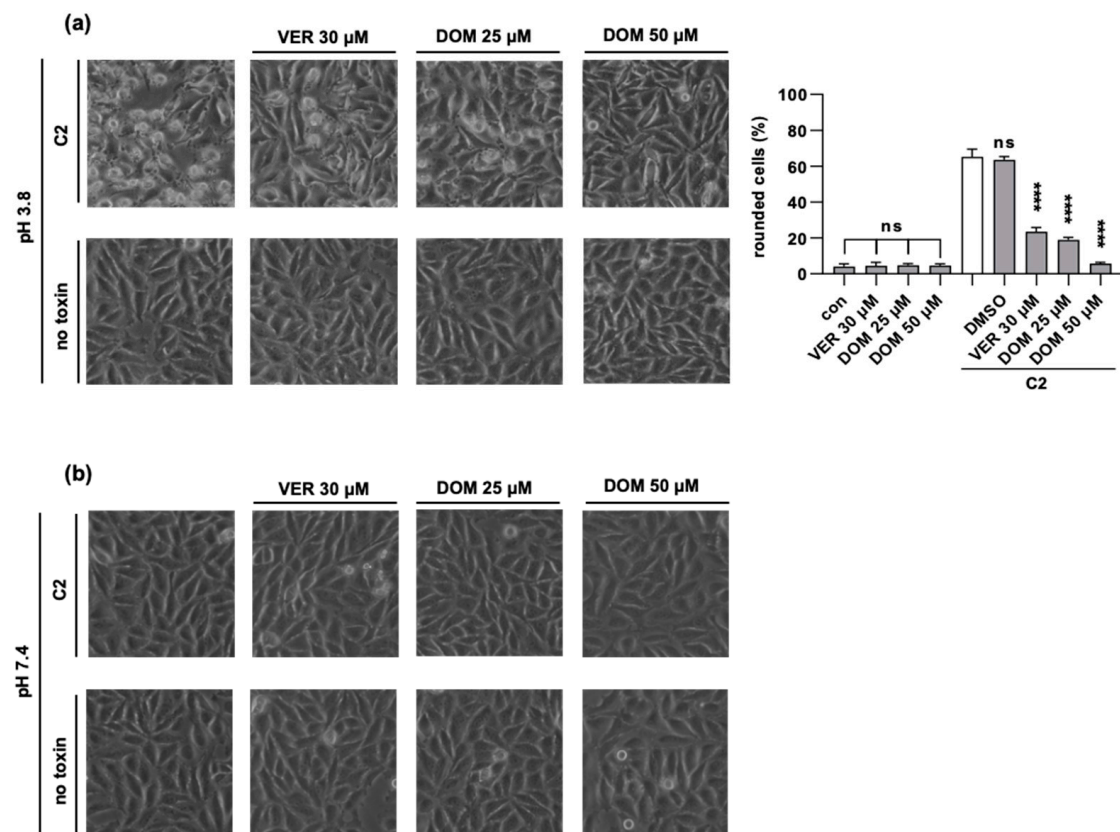 (a)
VER 30 µM
DOM 25 µM
DOM 50 µM
pH 3.8
C2
no toxin
rounded cells (%)
100
80
60
40
20
0
ns
ns
****
****
****
con
VER 30 µM
DOM 25 µM
DOM 50 µM
DMSO
VER 30 µM
DOM 25 µM
DOM 50 µM
C2
(b)
VER 30 µM
DOM 25 µM
DOM 50 µM
pH 7.4
C2
no toxin